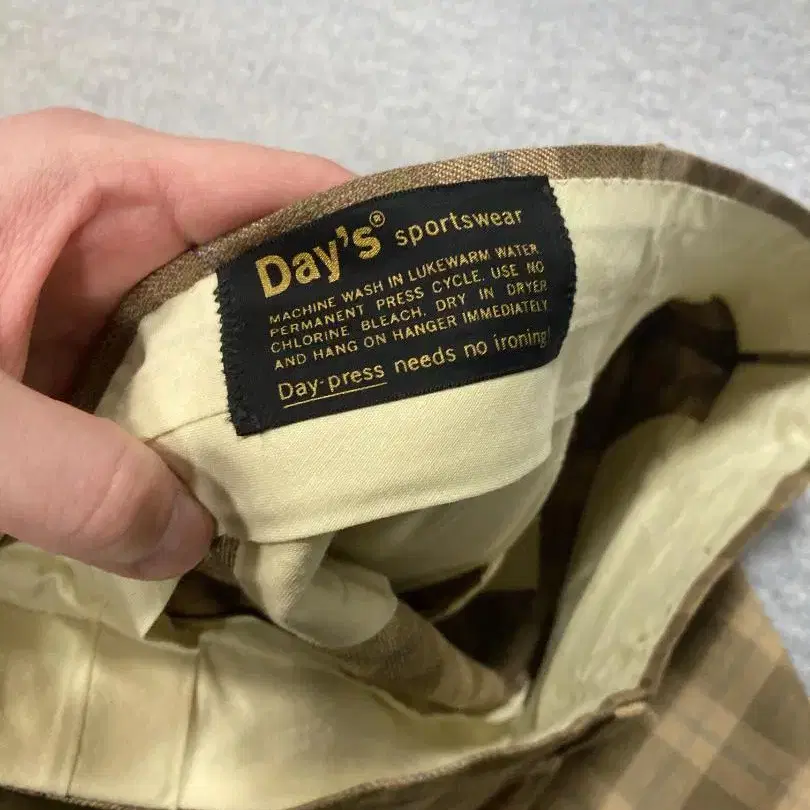 Day's® sportswear
MACHINE WASH IN LUKEWARM WATER,
PERMANENT PRESS CYCLE. USE NO
CHLORINE BLEACH. DRY IN DRYER
AND HANG ON HANGER IMMEDIATELY
Day·press needs no ironing!